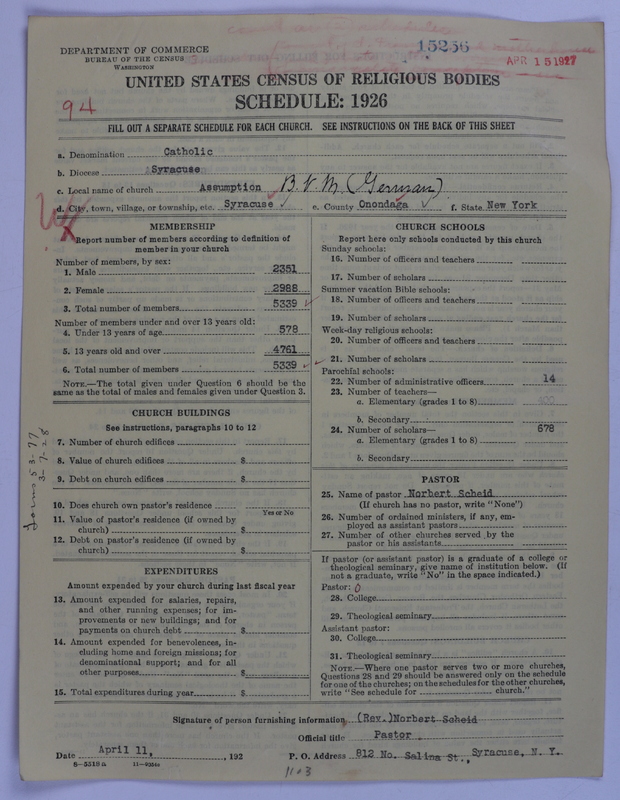 15256
APR 15 1927
DEPARTMENT OF COMMERCE
BUREAU OF THE CENSUS
WASHINGTON
UNITED STATES CENSUS OF RELIGIOUS BODIES
SCHEDULE: 1926
94
FILL OUT A SEPARATE SCHEDULE FOR EACH CHURCH. SEE INSTRUCTIONS ON THE BACK OF THIS SHEET
a. Denomination Catholic
b. Diocese Syracuse
c. Local name of church Assumption B.V.M. (German)
d. City, town, village, or township, etc. Syracuse e. County Onondaga f. State New York
MEMBERSHIP
Report number of members according to definition of member in your church
Number of members, by sex:
1. Male 2351
2. Female 2988
3. Total number of members 5339
Number of members under and over 13 years old:
4. Under 13 years of age 578
5. 13 years old and over 4761
6. Total number of members 5339
NOTE.—The total given under Question 6 should be the
same as the total of males and females given under Question 3.
CHURCH BUILDINGS
See instructions, paragraphs 10 to 12
7. Number of church edifices
8. Value of church edifices $
9. Debt on church edifices $
10. Does church own pastor's residence
Yes or No
11. Value of pastor's residence (if owned by
church) $
12. Debt on pastor's residence (if owned by
church) $
EXPENDITURES
Amount expended by your church during last fiscal year
13. Amount expended for salaries, repairs,
and other running expenses; for im-
provements or new buildings; and for
payments on church debt $
14. Amount expended for benevolences, in-
cluding home and foreign missions; for
denominational support; and for all
other purposes $
15. Total expenditures during year $
CHURCH SCHOOLS
Report here only schools conducted by this church
Sunday schools:
16. Number of officers and teachers
17. Number of scholars
Summer vacation Bible schools:
18. Number of officers and teachers
19. Number of scholars
Week-day religious schools:
20. Number of officers and teachers
21. Number of scholars
Parochial schools:
22. Number of administrative officers 14
23. Number of teachers—
a. Elementary (grades 1 to 8)
b. Secondary
24. Number of scholars— 678
a. Elementary (grades 1 to 8)
b. Secondary
PASTOR
25. Name of pastor Norbert Scheid
(If church has no pastor, write "None")
26. Number of ordained ministers, if any, em-
ployed as assistant pastors
27. Number of other churches served by the
pastor or his assistants
If pastor (or assistant pastor) is a graduate of a college or
theological seminary, give name of institution below. (If
not a graduate, write "No" in the space indicated.)
Pastor: 0
28. College
29. Theological seminary
Assistant pastor:
30. College
31. Theological seminary
NOTE.—Where one pastor serves two or more churches,
Questions 28 and 29 should be answered only on the schedule
for one of the churches; on the schedules for the other churches,
write "See schedule for church."
Signature of person furnishing information (Rev.) Norbert Scheid
Official title Pastor
Date April 11, , 192 P. O. Address 812 No. Salina St., Syracuse, N. Y.
8-5319a 11-9354a
1103